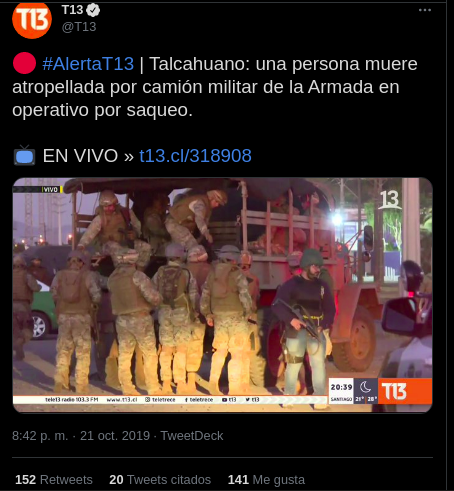 T13
T13
@T13
#AlertaT13 | Talcahuano: una persona muere
atropellada por camión militar de la Armada en
operativo por saqueo.
EN VIVO » t13.cl/318908
VIVO
13
20:39
SANTIAGO 21° 28°
T13
tele13 radio 103.3 FM www.t13.cl teletrece teletrece t13 t13
8:42 p. m. · 21 oct. 2019 · TweetDeck
152 Retweets 20 Tweets citados 141 Me gusta